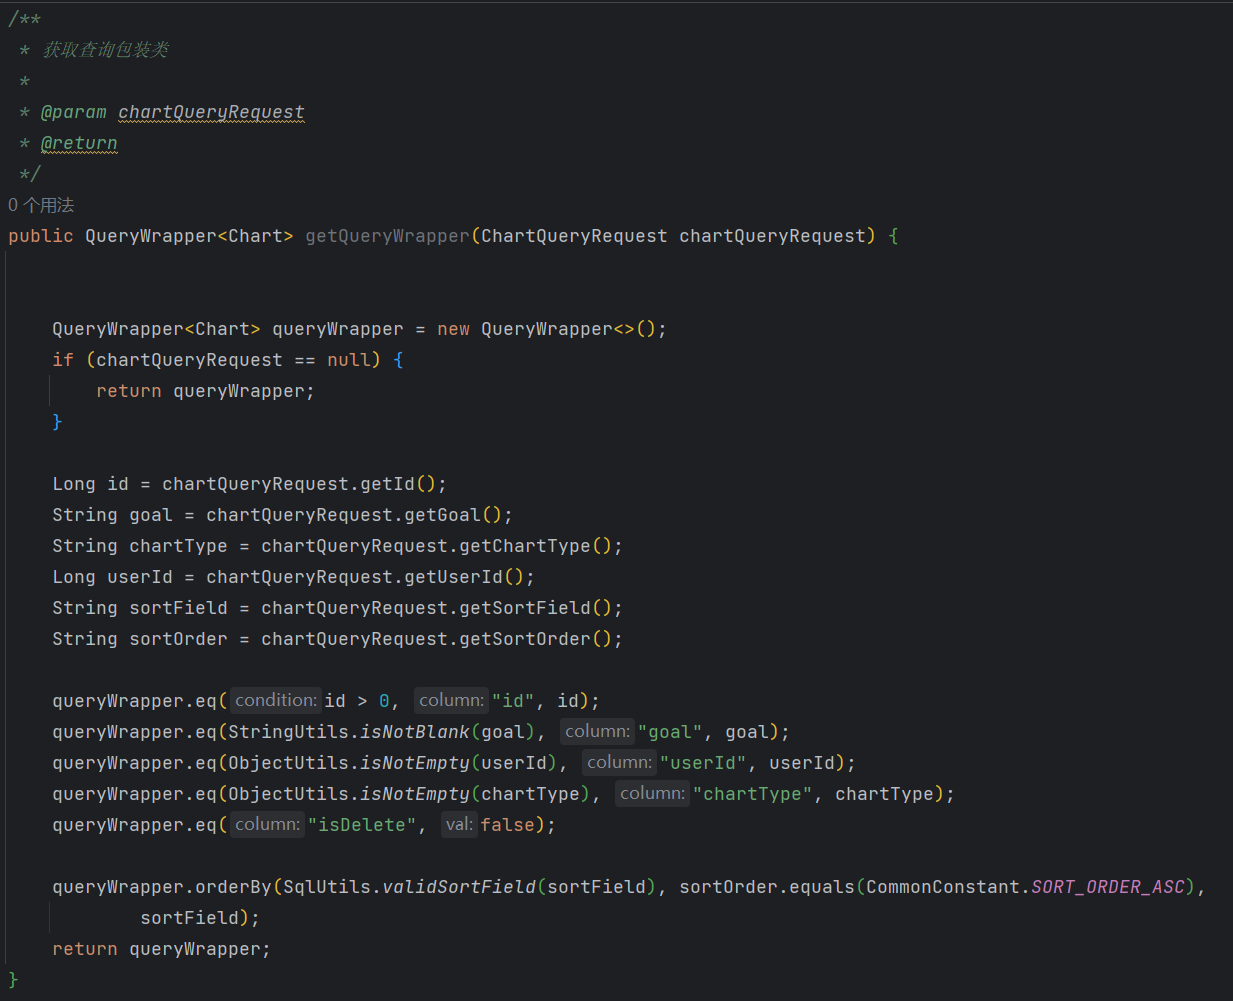 /**
 * 获取查询包装类
 *
 * @param chartQueryRequest
 * @return
 */
0 个用法
public QueryWrapper<Chart> getQueryWrapper(ChartQueryRequest chartQueryRequest) {
    QueryWrapper<Chart> queryWrapper = new QueryWrapper<>();
    if (chartQueryRequest == null) {
        return queryWrapper;
    }
    Long id = chartQueryRequest.getId();
    String goal = chartQueryRequest.getGoal();
    String chartType = chartQueryRequest.getChartType();
    Long userId = chartQueryRequest.getUserId();
    String sortField = chartQueryRequest.getSortField();
    String sortOrder = chartQueryRequest.getSortOrder();
    queryWrapper.eq( condition: id > 0, column: "id", id);
    queryWrapper.eq(StringUtils.isNotBlank(goal), column: "goal", goal);
    queryWrapper.eq(ObjectUtils.isNotEmpty(userId), column: "userId", userId);
    queryWrapper.eq(ObjectUtils.isNotEmpty(chartType), column: "chartType", chartType);
    queryWrapper.eq( column: "isDelete", val: false);
    queryWrapper.orderBy(SqlUtils.validSortField(sortField), sortOrder.equals(CommonConstant.SORT_ORDER_ASC),
            sortField);
    return queryWrapper;
}